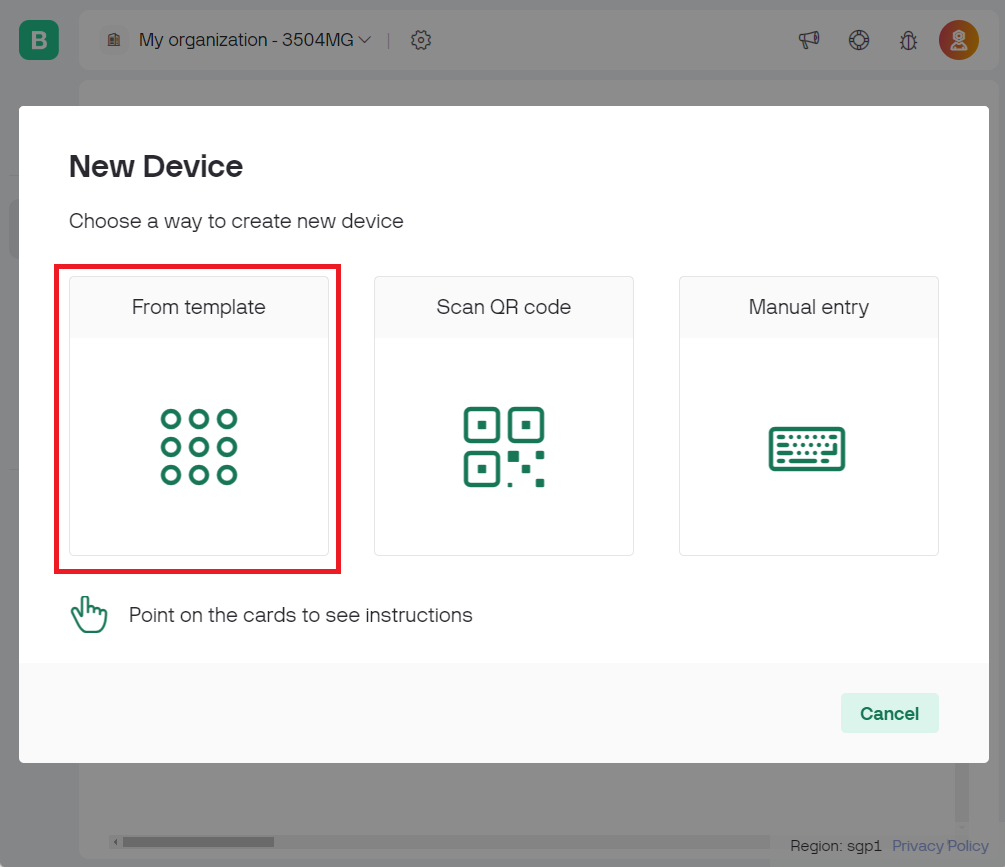 B
My organization - 3504MG
New Device
Choose a way to create new device
From template
Scan QR code
Manual entry
Point on the cards to see instructions
Cancel
Region: sgp1 Privacy Policy